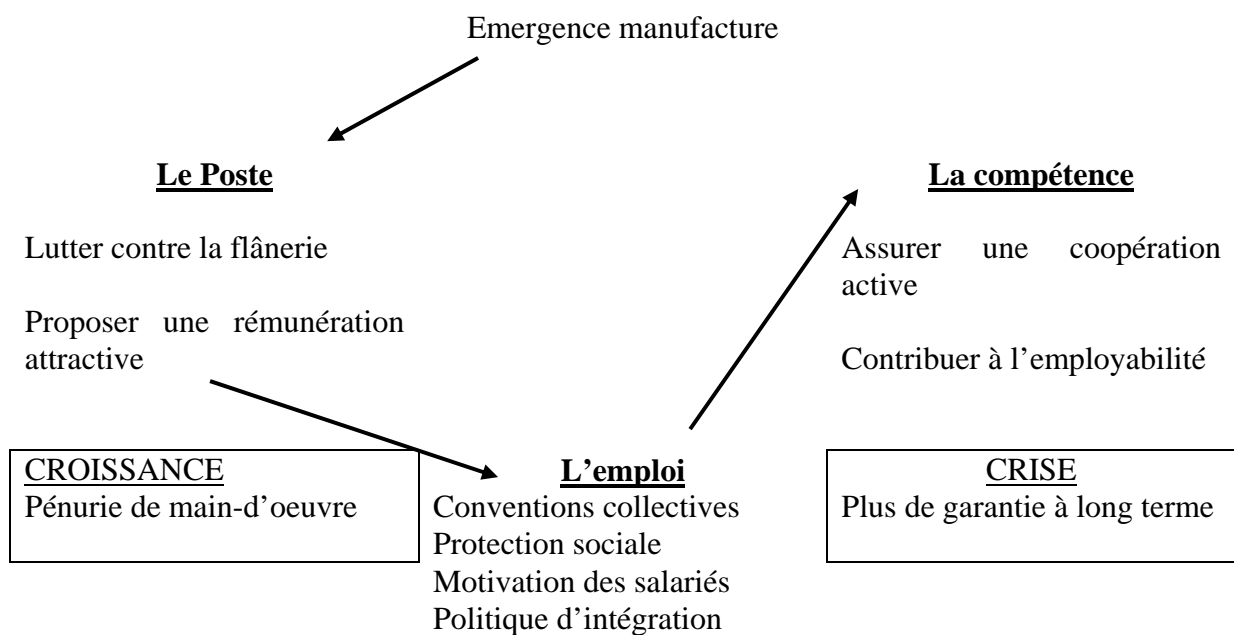 Emergence manufacture
Le Poste
Lutter contre la flânerie
Proposer une rémunération
attractive
CROISSANCE
Pénurie de main-d'oeuvre
L'emploi
Conventions collectives
Protection sociale
Motivation des salariés
Politique d'intégration
La compétence
Assurer une coopération
active
Contribuer à l'employabilité
CRISE
Plus de garantie à long terme